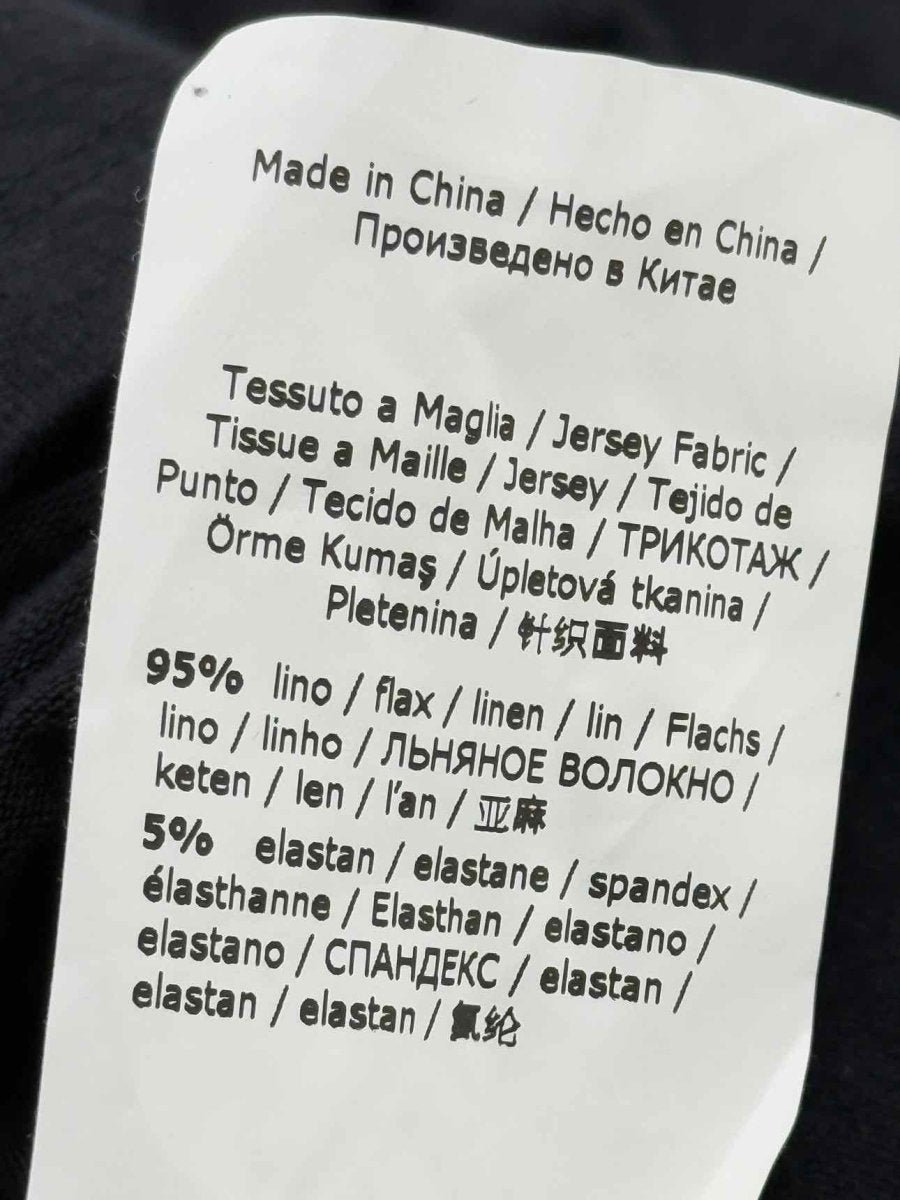 Made in China / Hecho en China /
Произведено в Китае
Tessuto a Maglia / Jersey Fabric /
Tissue a Maille / Jersey / Tejido de
Punto / Tecido de Malha / ТРИКОТАЖ /
Örme Kumaş / Úpletová tkanina /
Pletenina / 针织面料
95% lino / flax / linen / lin / Flachs /
lino / linho / ЛЬНЯНОЕ ВОЛОКНО /
keten / len / l'an / 亚麻
5% elastan / elastane / spandex /
élasthanne / Elasthan / elastano /
elastano / СПАНДЕКС / elastan /
elastan / elastan / 氨纶